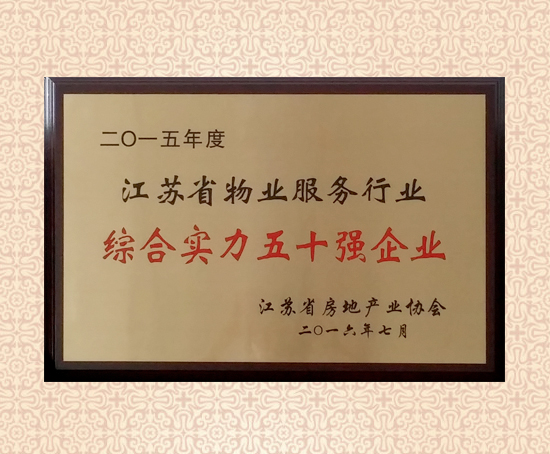 二〇一五年度
江苏省物业服务行业
综合实力五十强企业
江苏省房地产业协会
二〇一六年七月